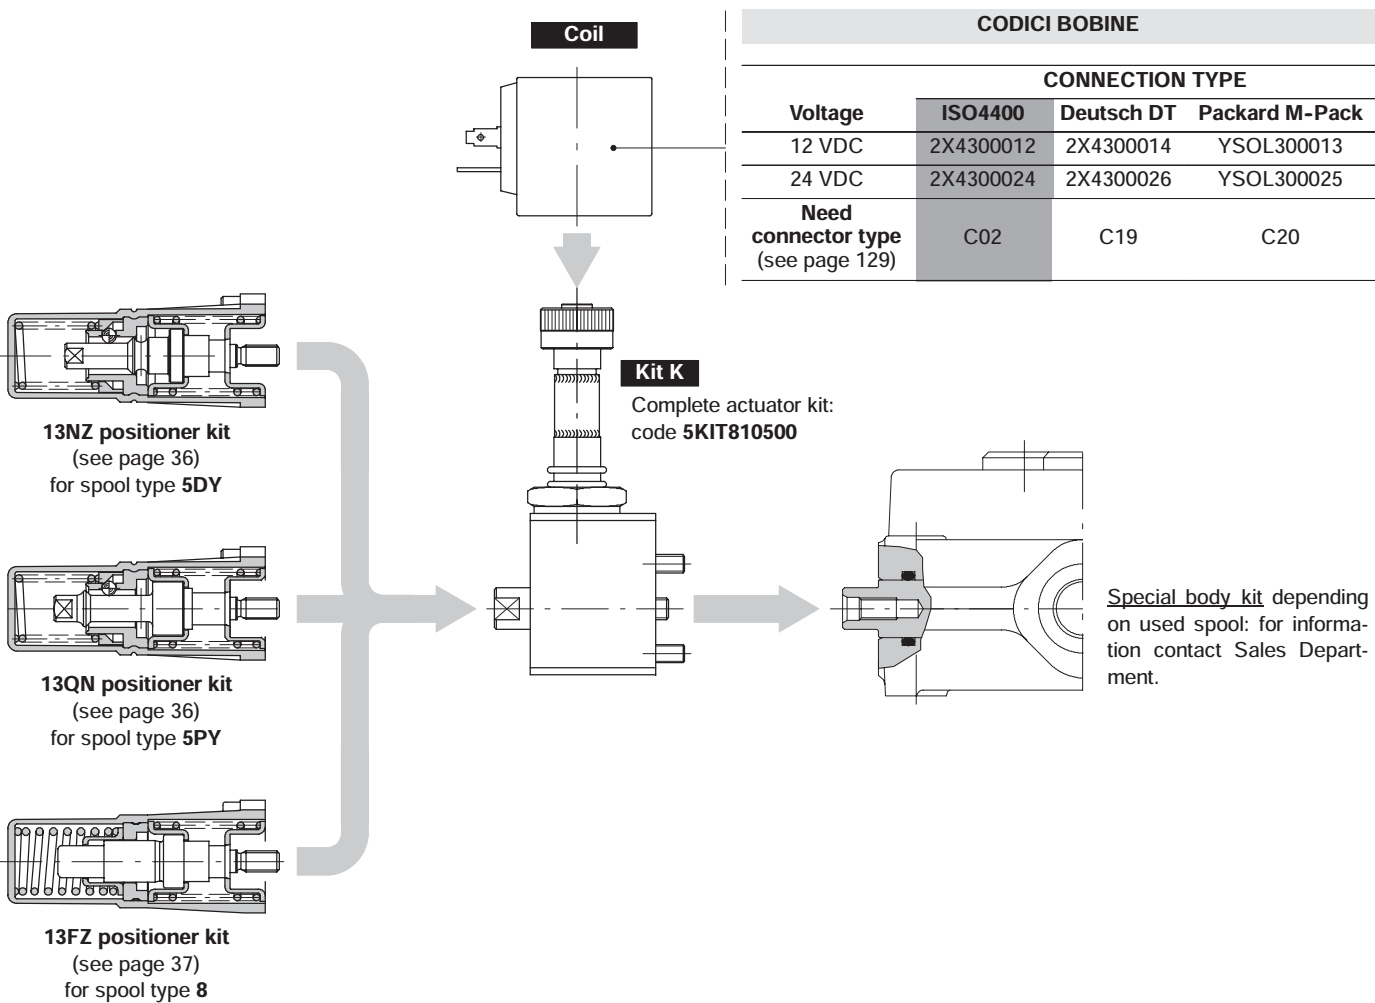 Coil
CODICI BOBINE
CONNECTION TYPE
Voltage ISO4400 Deutsch DT Packard M-Pack
12 VDC 2X4300012 2X4300014 YSOL300013
24 VDC 2X4300024 2X4300026 YSOL300025
Need
connector type
(see page 129)
C02 C19 C20
Kit K
Complete actuator kit:
code 5KIT810500
13NZ positioner kit
(see page 36)
for spool type 5DY
13QN positioner kit
(see page 36)
for spool type 5PY
13FZ positioner kit
(see page 37)
for spool type 8
Special body kit depending
on used spool: for informa-
tion contact Sales Depart-
ment.